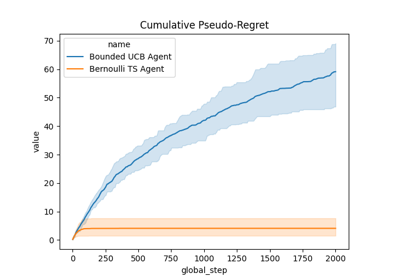 Cumulative Pseudo-Regret
name
Bounded UCB Agent
Bernoulli TS Agent
value
70
60
50
40
30
20
10
0
0 250 500 750 1000 1250 1500 1750 2000
global_step